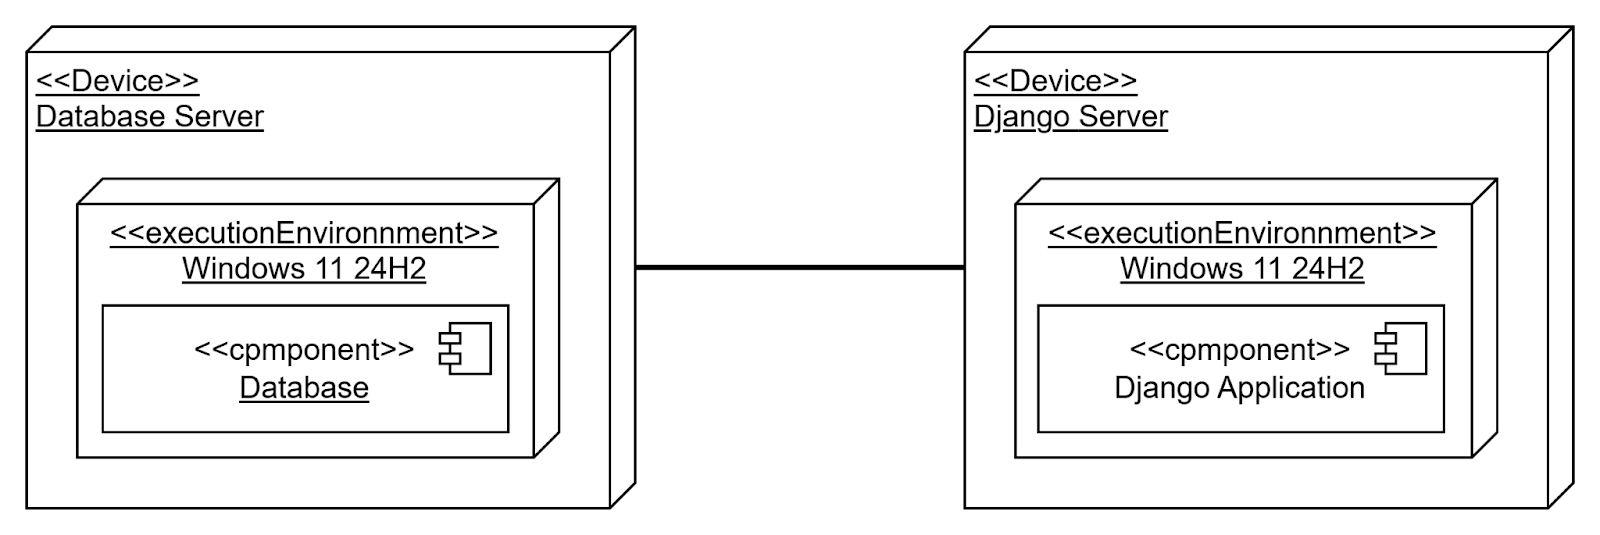 <<Device>>
Database Server
<<executionEnvironnment>>
Windows 11 24H2
<<cpmponent>>
Database
<<Device>>
Django Server
<<executionEnvironnment>>
Windows 11 24H2
<<cpmponent>>
Django Application